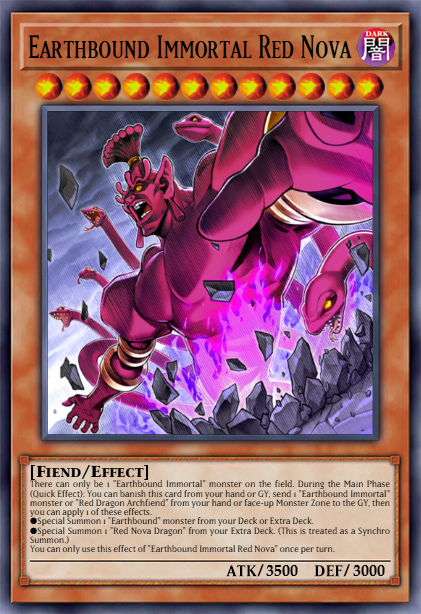 Earthbound Immortal Red Nova
DARK
闇
[Fiend/Effect]
There can only be 1 "Earthbound Immortal" monster on the field. During the Main Phase
(Quick Effect): You can banish this card from your hand or GY; send 1 "Earthbound Immortal"
monster or "Red Dragon Archfiend" from your hand or face-up Monster Zone to the GY, then
you can apply 1 of these effects.
●Special Summon 1 "Earthbound" monster from your Deck or Extra Deck.
●Special Summon 1 "Red Nova Dragon" from your Extra Deck. (This is treated as a Synchro
Summon.)
You can only use this effect of "Earthbound Immortal Red Nova" once per turn.
ATK/3500 DEF/3000